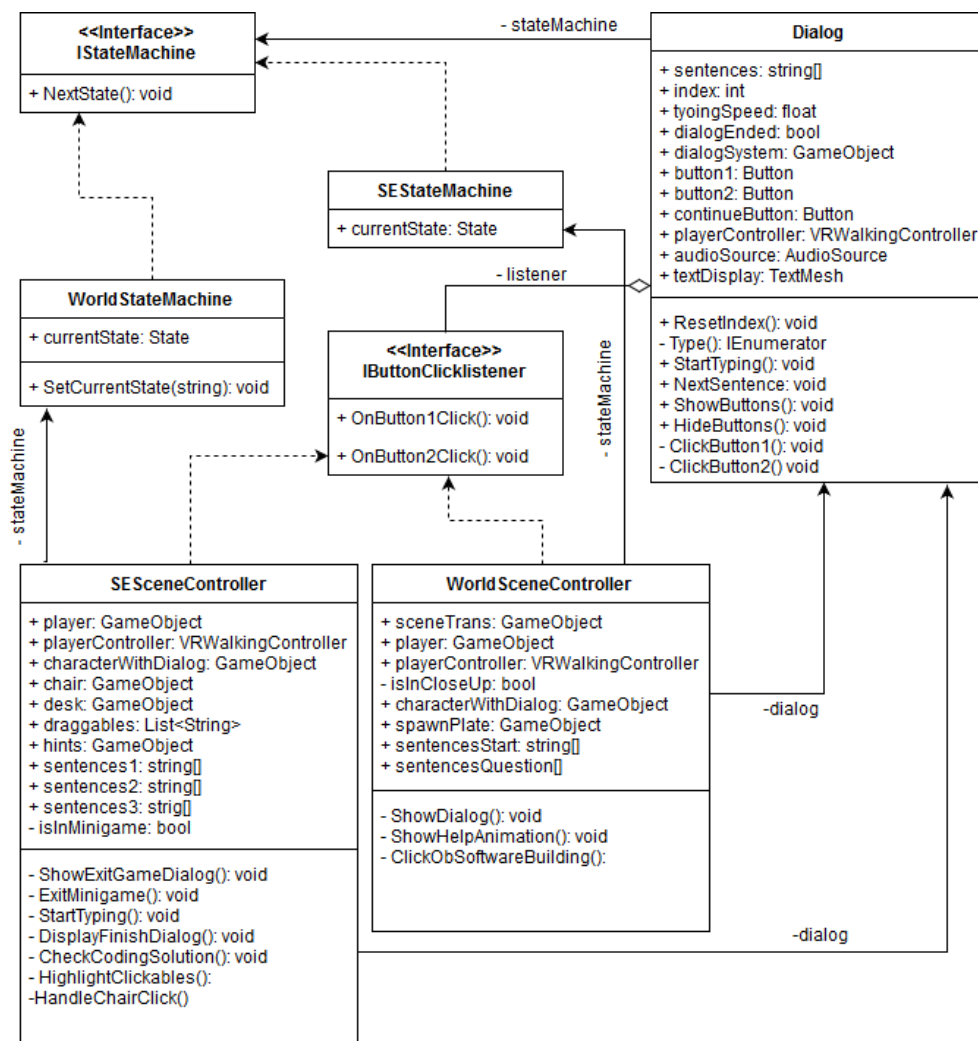 <<Interface>>
IStateMachine
+ NextState(): void
- stateMachine
Dialog
+ sentences: string[]
+ index: int
+ tyoingSpeed: float
+ dialogEnded: bool
+ dialogSystem: GameObject
+ button1: Button
+ button2: Button
+ continueButton: Button
+ playerController: VRWalkingController
+ audioSource: AudioSource
+ textDisplay: TextMesh
+ ResetIndex(): void
- Type(): IEnumerator
+ StartTyping(): void
+ NextSentence: void
+ ShowButtons(): void
+ HideButtons(): void
- ClickButton1(): void
- ClickButton2() void
SEStateMachine
+ currentState: State
- listener
WorldStateMachine
+ currentState: State
+ SetCurrentState(string): void
<<Interface>>
IButtonClicklistener
+ OnButton1Click(): void
+ OnButton2Click(): void
- stateMachine
- stateMachine
SESceneController
+ player: GameObject
+ playerController: VRWalkingController
+ characterWithDialog: GameObject
+ chair: GameObject
+ desk: GameObject
+ draggables: List<String>
+ hints: GameObject
+ sentences1: string[]
+ sentences2: string[]
+ sentences3: strig[]
- isInMinigame: bool
- ShowExitGameDialog(): void
- ExitMinigame(): void
- StartTyping(): void
- DisplayFinishDialog(): void
- CheckCodingSolution(): void
- HighlightClickables():
-HandleChairClick()
WorldSceneController
+ sceneTrans: GameObject
+ player: GameObject
+ playerController: VRWalkingController
- isInCloseUp: bool
+ characterWithDialog: GameObject
+ spawnPlate: GameObject
+ sentencesStart: string[]
+ sentencesQuestion[]
- ShowDialog(): void
- ShowHelpAnimation(): void
- ClickObSoftwareBuilding():
-dialog
-dialog